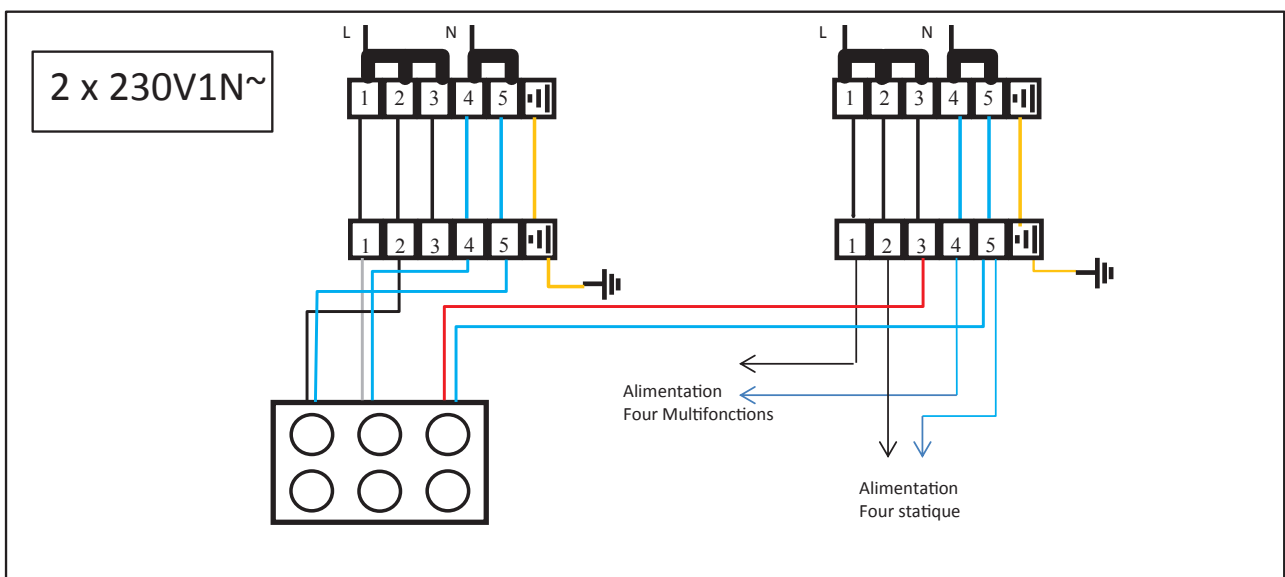 L N L N
2 x 230V1N~
1 2 3 4 5 1 2 3 4 5
1 2 3 4 5 1 2 3 4 5
Alimentation
Four Multifonctions
Alimentation
Four statique